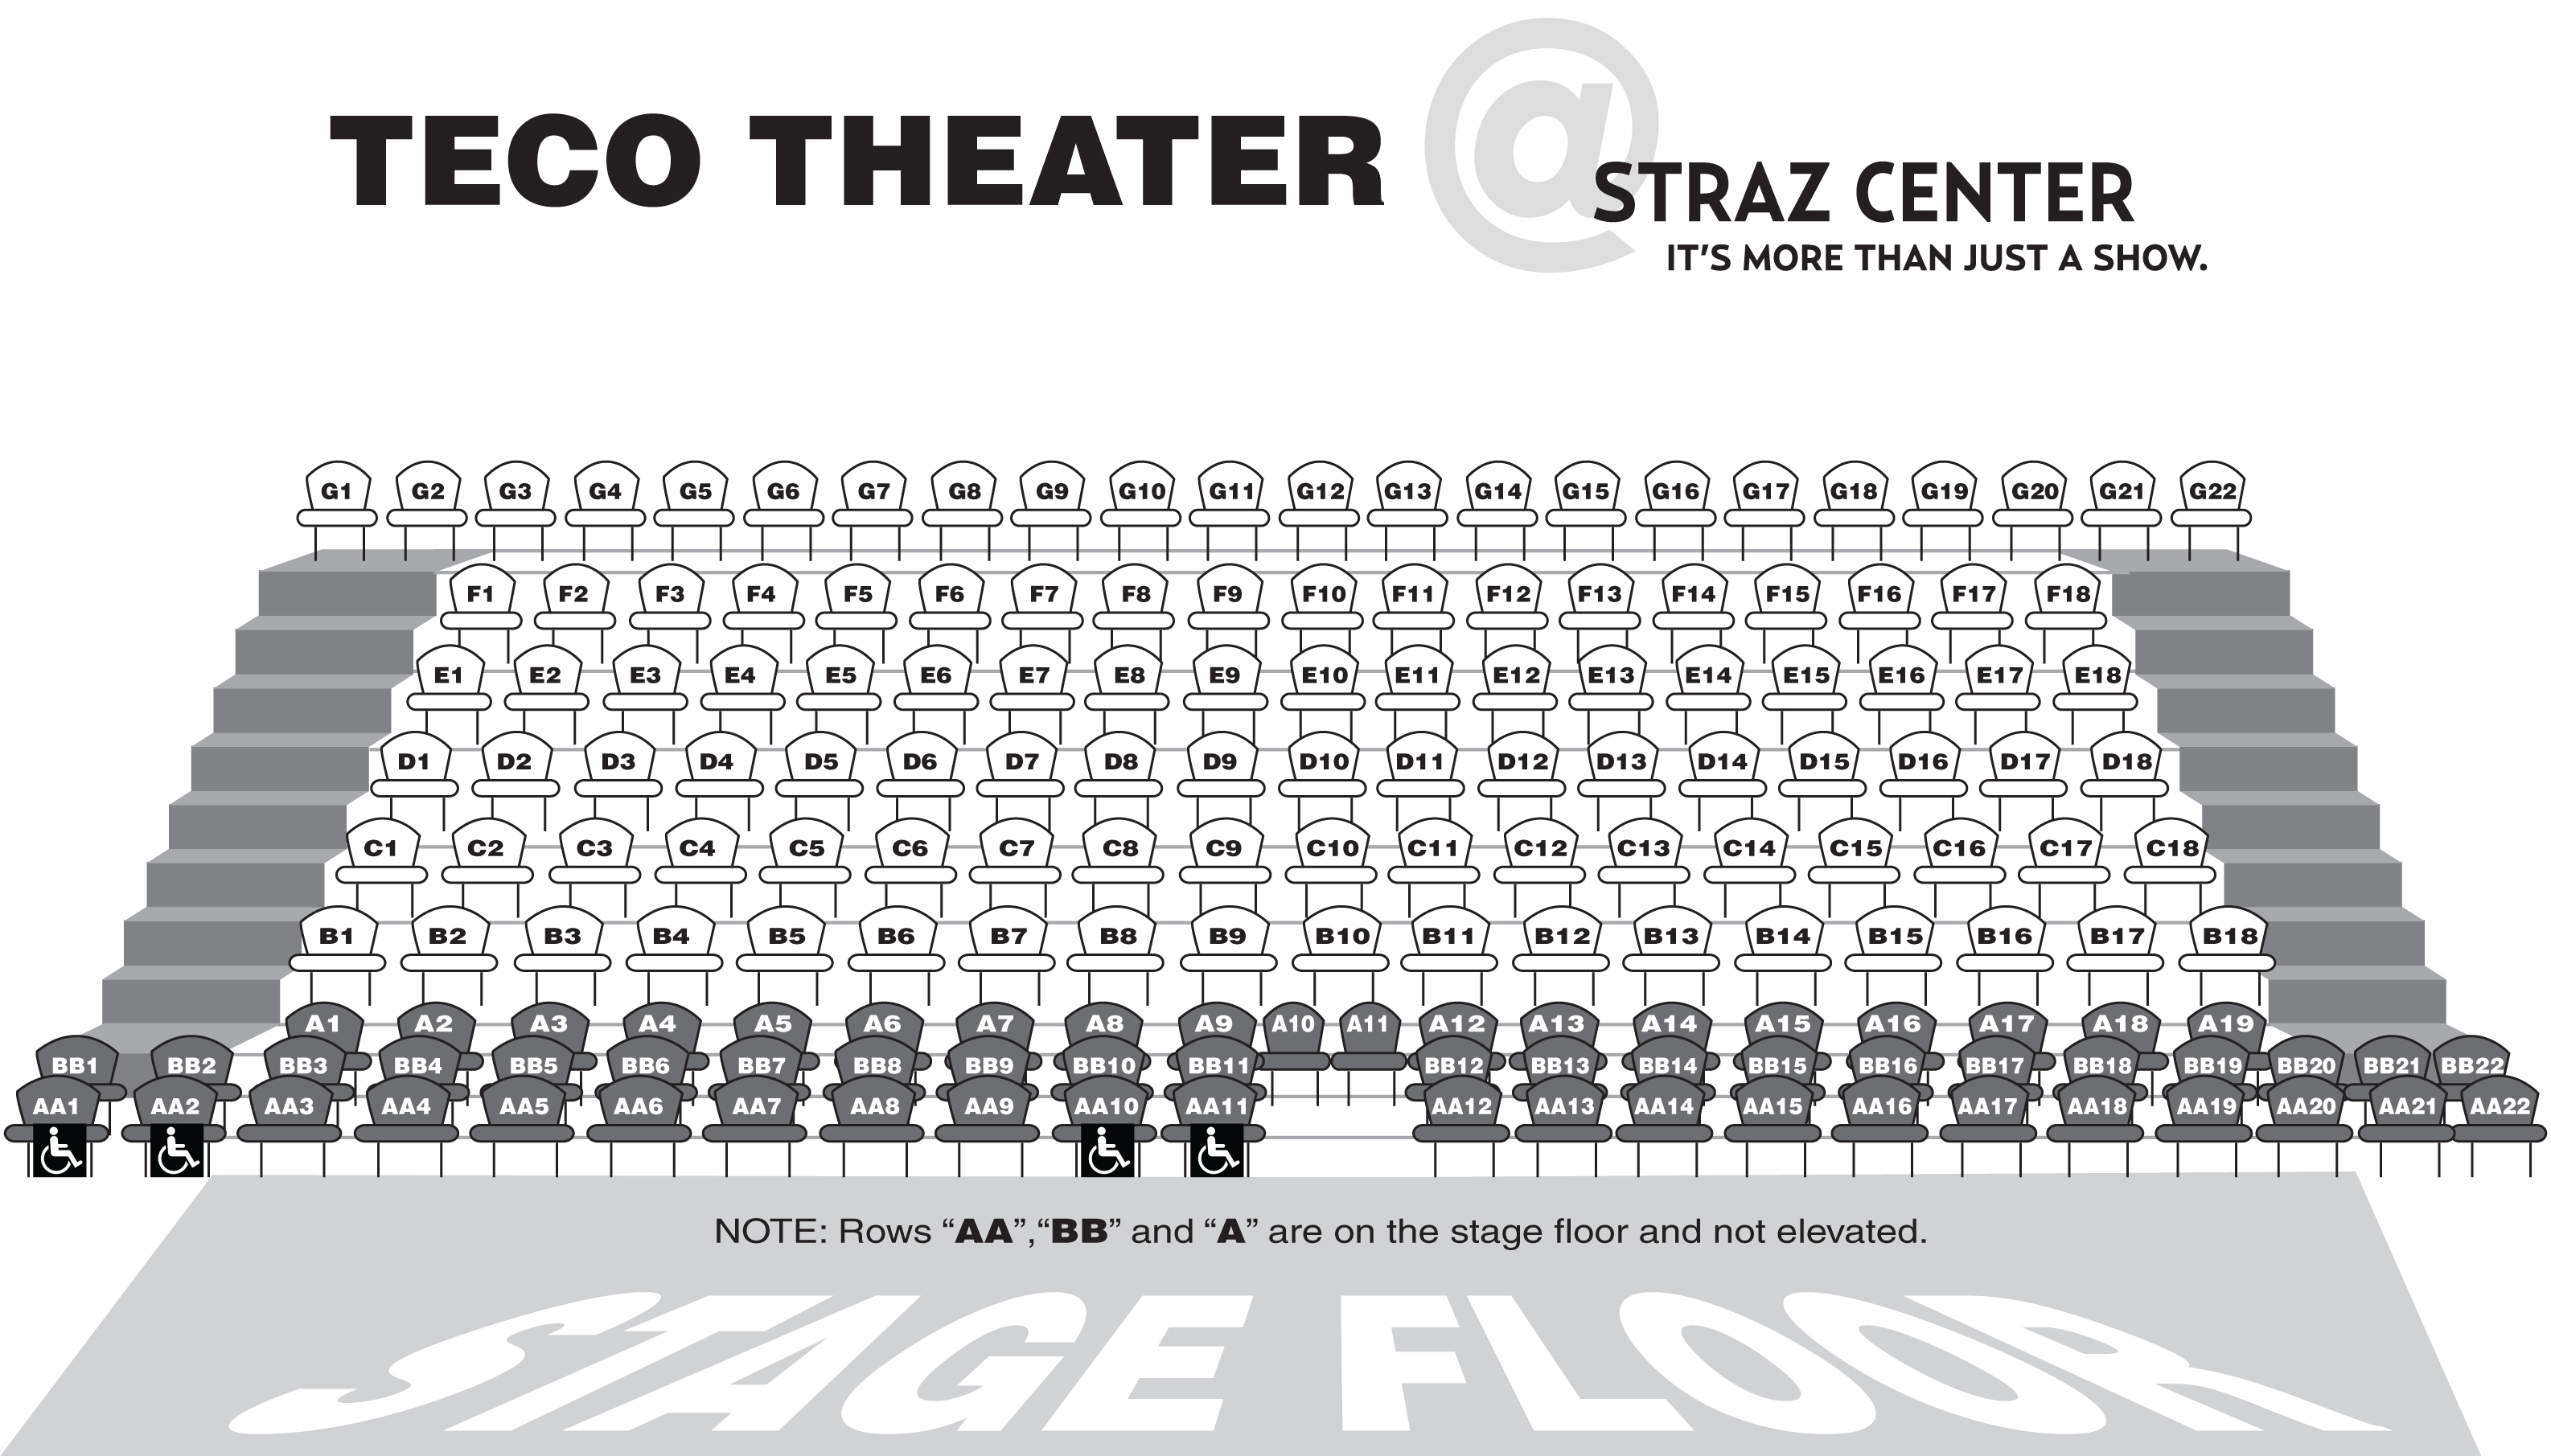 TECO THEATER @ STRAZ CENTER
IT'S MORE THAN JUST A SHOW.
G1 G2 G3 G4 G5 G6 G7 G8 G9 G10 G11 G12 G13 G14 G15 G16 G17 G18 G19 G20 G21 G22
F1 F2 F3 F4 F5 F6 F7 F8 F9 F10 F11 F12 F13 F14 F15 F16 F17 F18
E1 E2 E3 E4 E5 E6 E7 E8 E9 E10 E11 E12 E13 E14 E15 E16 E17 E18
D1 D2 D3 D4 D5 D6 D7 D8 D9 D10 D11 D12 D13 D14 D15 D16 D17 D18
C1 C2 C3 C4 C5 C6 C7 C8 C9 C10 C11 C12 C13 C14 C15 C16 C17 C18
B1 B2 B3 B4 B5 B6 B7 B8 B9 B10 B11 B12 B13 B14 B15 B16 B17 B18
A1 A2 A3 A4 A5 A6 A7 A8 A9 A10 A11 A12 A13 A14 A15 A16 A17 A18 A19
BB1 BB2 BB3 BB4 BB5 BB6 BB7 BB8 BB9 BB10 BB11 BB12 BB13 BB14 BB15 BB16 BB17 BB18 BB19 BB20 BB21 BB22
AA1 AA2 AA3 AA4 AA5 AA6 AA7 AA8 AA9 AA10 AA11 AA12 AA13 AA14 AA15 AA16 AA17 AA18 AA19 AA20 AA21 AA22
NOTE: Rows “AA”,“BB” and “A” are on the stage floor and not elevated.
STAGE FLOOR